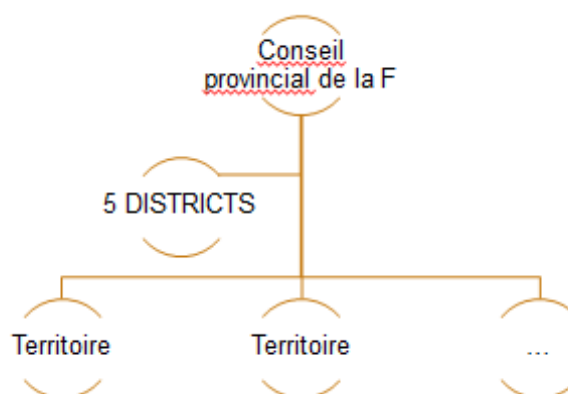 Conseil
provincial de la F
5 DISTRICTS
Territoire
Territoire
...